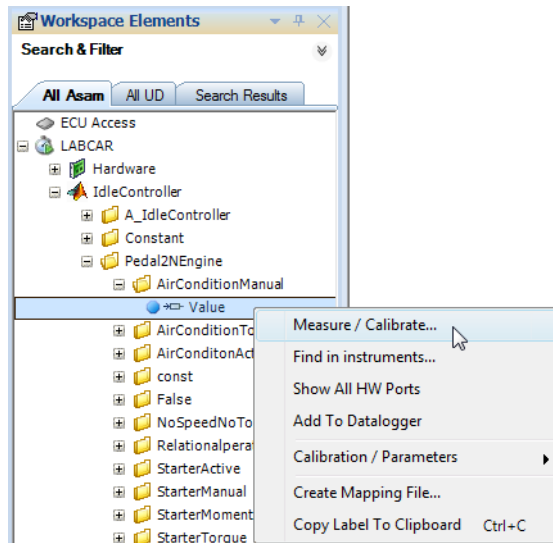 Workspace Elements
Search & Filter
All Asam
All UD
Search Results
ECU Access
LABCAR
Hardware
IdleController
A_IdleController
Constant
Pedal2NEngine
AirConditionManual
Value
AirConditionTo
AirConditonAct
const
False
NoSpeedNoTo
Relationalperat
StarterActive
StarterManual
StarterMoment
StarterTorque
Measure / Calibrate...
Find in instruments...
Show All HW Ports
Add To Datalogger
Calibration / Parameters
Create Mapping File...
Copy Label To Clipboard Ctrl+C